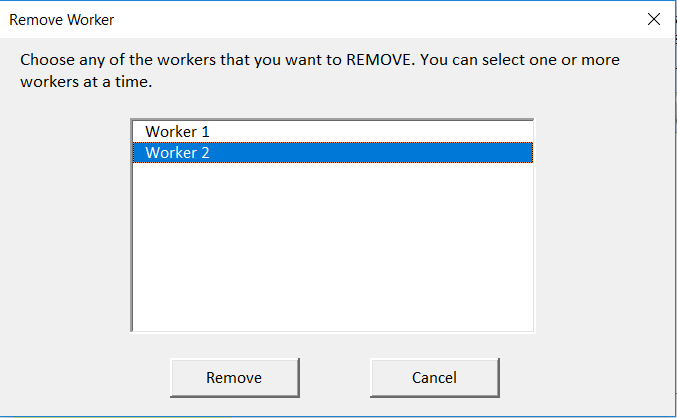 Remove Worker
Choose any of the workers that you want to REMOVE. You can select one or more
workers at a time.
Worker 1
Worker 2
Remove
Cancel